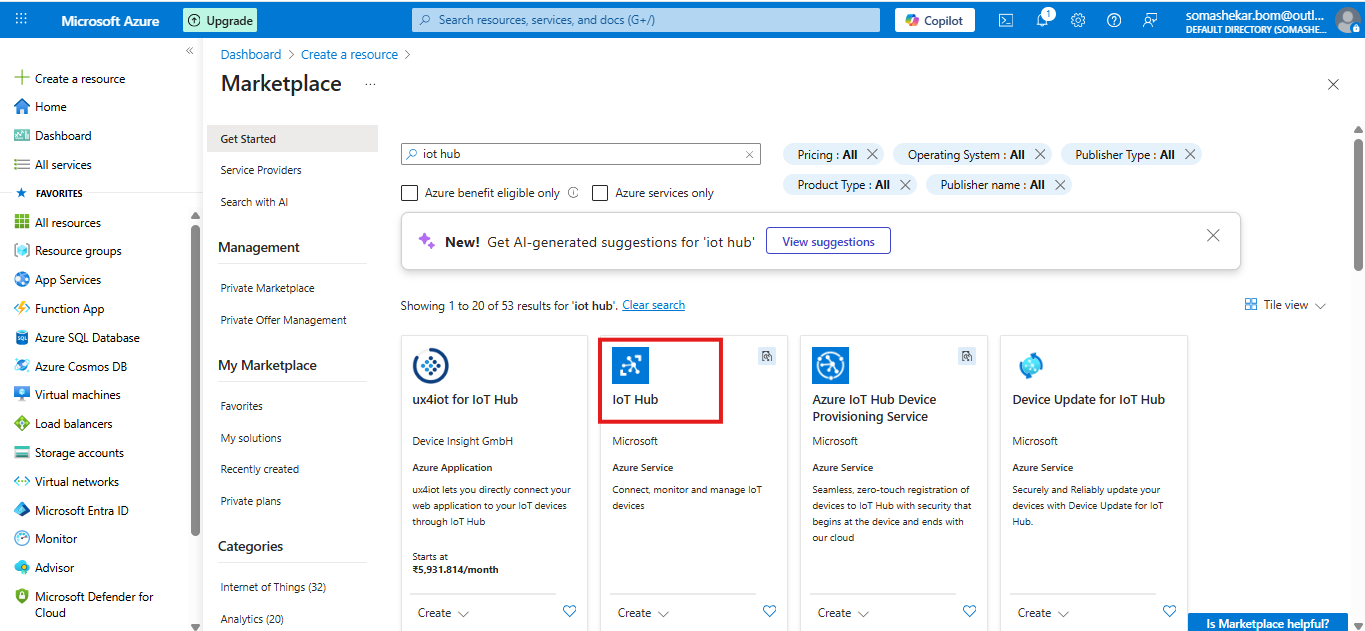 Microsoft Azure
Upgrade
Search resources, services, and docs (G+/)
Copilot
1
somashekar.bom@outl...
DEFAULT DIRECTORY (SOMASHE...
«
Create a resource
Home
Dashboard
All services
FAVORITES
All resources
Resource groups
App Services
Function App
Azure SQL Database
Azure Cosmos DB
Virtual machines
Load balancers
Storage accounts
Virtual networks
Microsoft Entra ID
Monitor
Advisor
Microsoft Defender for
Cloud
Dashboard > Create a resource >
Marketplace ...
Get Started
Service Providers
Search with AI
Management
Private Marketplace
Private Offer Management
My Marketplace
Favorites
My solutions
Recently created
Private plans
Categories
Internet of Things (32)
Analytics (20)
iot hub
Pricing : All
Operating System : All
Publisher Type : All
Product Type : All
Publisher name : All
Azure benefit eligible only
Azure services only
New! Get AI-generated suggestions for 'iot hub'
View suggestions
Showing 1 to 20 of 53 results for 'iot hub'. Clear search
Tile view
ux4iot for IoT Hub
Device Insight GmbH
Azure Application
ux4iot lets you directly connect your
web application to your IoT devices
through IoT Hub
Starts at
₹5,931.814/month
Create
IoT Hub
Microsoft
Azure Service
Connect, monitor and manage IoT
devices
Create
Azure IoT Hub Device
Provisioning Service
Microsoft
Azure Service
Seamless, zero-touch registration of
devices to IoT Hub with security that
begins at the device and ends with
our cloud
Create
Device Update for IoT Hub
Microsoft
Azure Service
Securely and Reliably update your
devices with Device Update for IoT
Hub.
Create
Is Marketplace helpful?